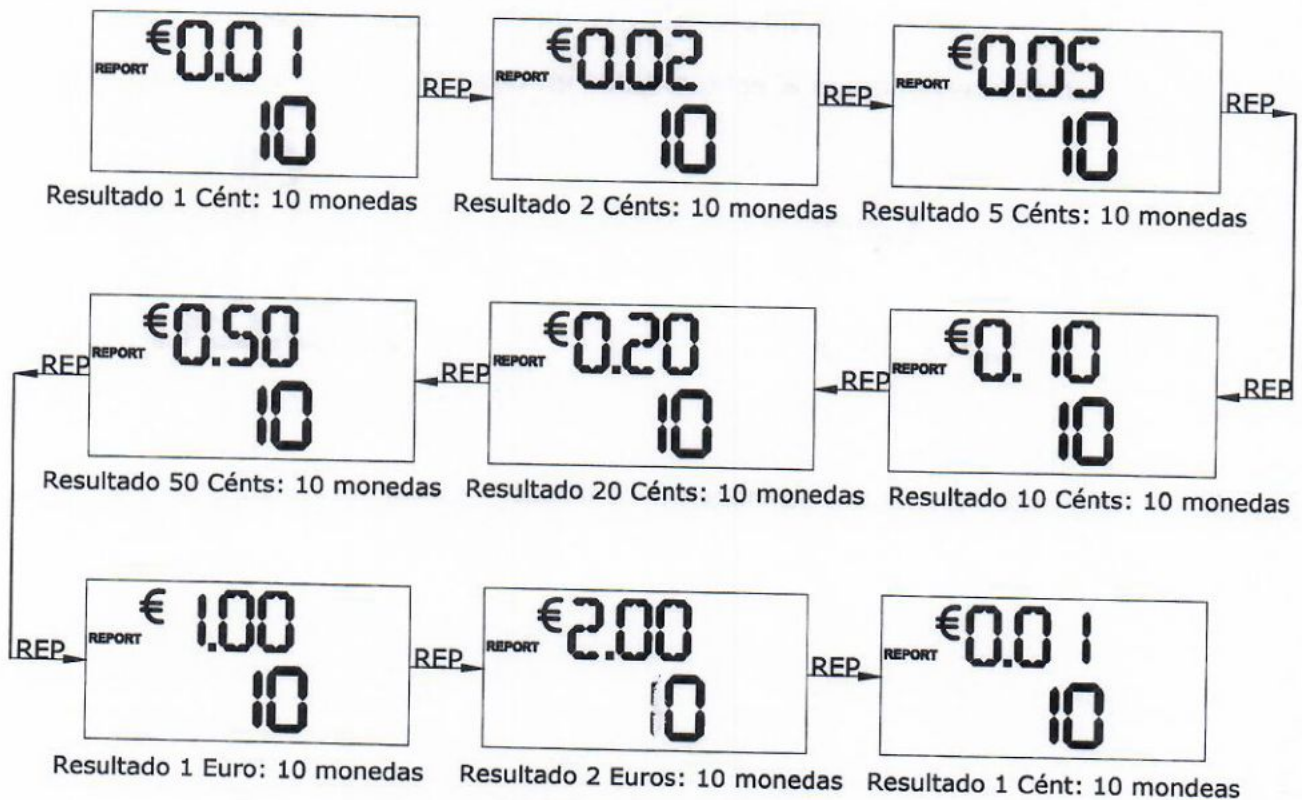 €0.01
REPORT
10
Resultado 1 Cént: 10 monedas
REP
€0.02
REPORT
10
Resultado 2 Cénts: 10 monedas
REP
€0.05
REPORT
10
Resultado 5 Cénts: 10 monedas
REP
REP
€0.50
REPORT
10
Resultado 50 Cénts: 10 monedas
REP
€0.20
REPORT
10
Resultado 20 Cénts: 10 monedas
REP
€0.10
REPORT
10
Resultado 10 Cénts: 10 monedas
REP
REP
€1.00
REPORT
10
Resultado 1 Euro: 10 monedas
REP
€2.00
REPORT
10
Resultado 2 Euros: 10 monedas
REP
€0.01
REPORT
10
Resultado 1 Cént: 10 mondeas